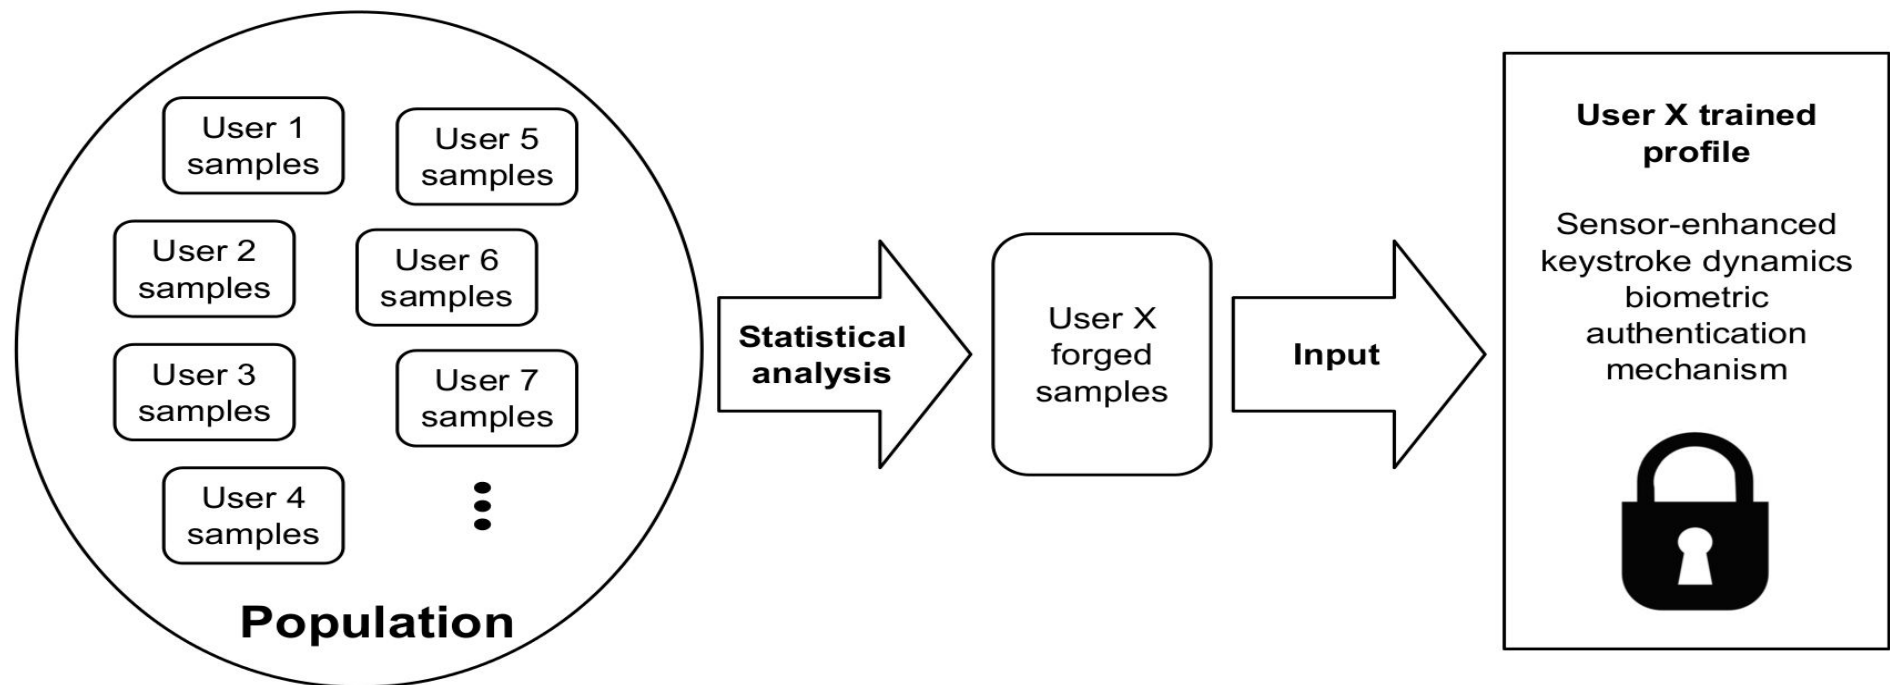 User 1
samples
User 5
samples
User 2
samples
User 6
samples
User 3
samples
User 7
samples
User 4
samples
Population
Statistical
analysis
User X
forged
samples
Input
User X trained
profile
Sensor-enhanced
keystroke dynamics
biometric
authentication
mechanism